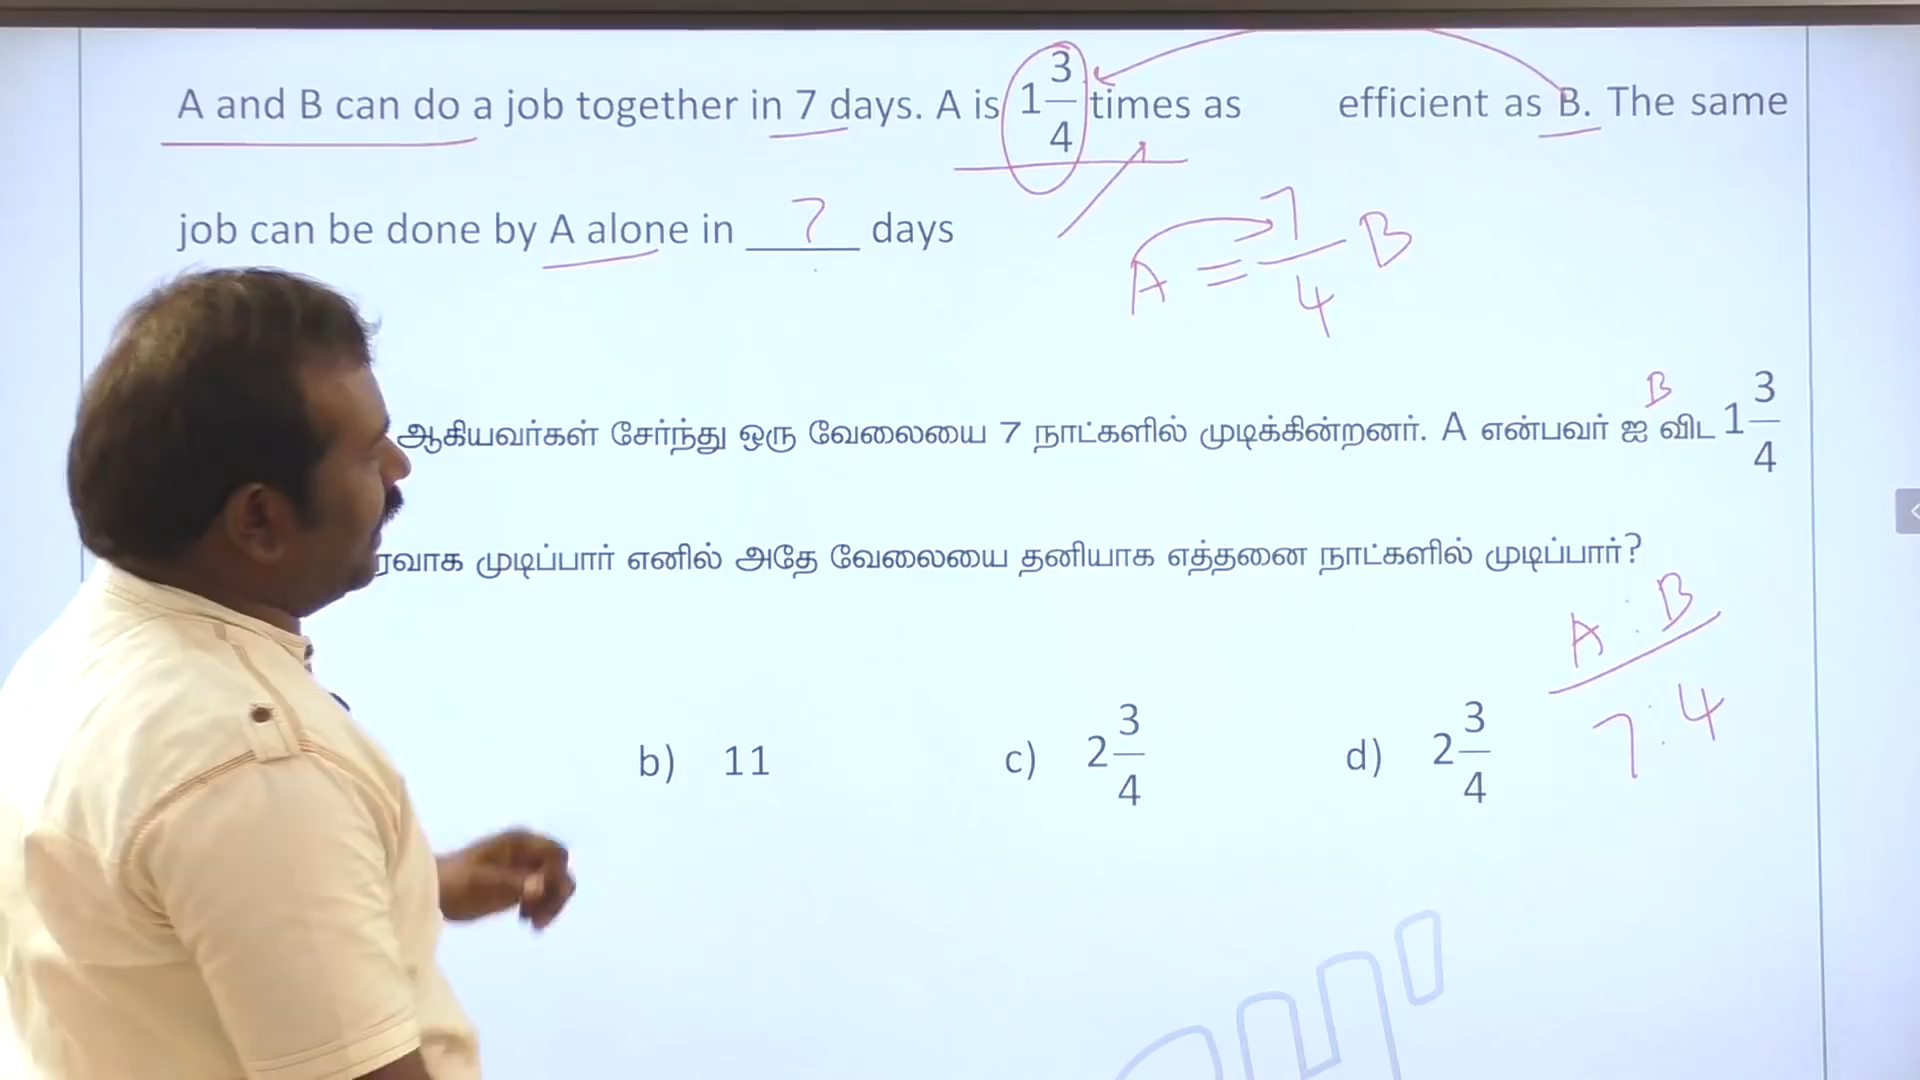 A and B can do a job together in 7 days. A is 1 3/4 times as efficient as B. The same
job can be done by A alone in ? days
A = 7/4 B
B
ஆகியவர்கள் சேர்ந்து ஒரு வேலையை 7 நாட்களில் முடிக்கின்றனர். A என்பவர் ஐ விட 1 3/4
முடிப்பார் எனில் அதே வேலையை தனியாக எத்தனை நாட்களில் முடிப்பார்?
A : B
7 : 4
b) 11 c) 2 3/4 d) 2 3/4